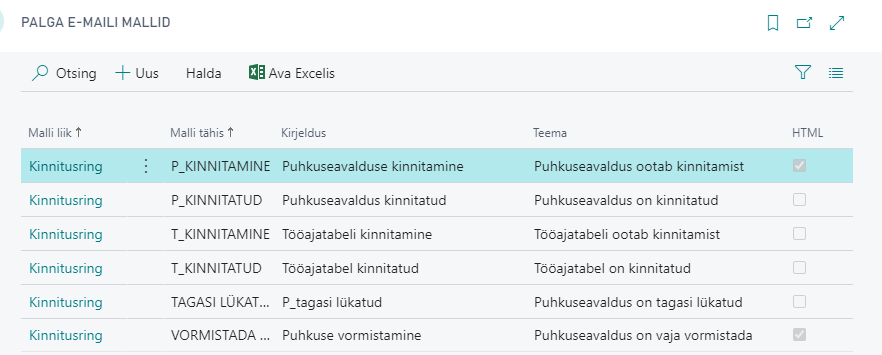 PALGA E-MAILI MALLID
Otsing Uus Halda Ava Excelis
Malli liik ↑ Malli tähis ↑ Kirjeldus Teema HTML
Kinnitusring P_KINNITAMINE Puhkuseavalduse kinnitamine Puhkuseavaldus ootab kinnitamist
Kinnitusring P_KINNITATUD Puhkuseavaldus kinnitatud Puhkuseavaldus on kinnitatud
Kinnitusring T_KINNITAMINE Tööajatabeli kinnitamine Tööajatabeli ootab kinnitamist
Kinnitusring T_KINNITATUD Tööajatabel kinnitatud Tööajatabel on kinnitatud
Kinnitusring TAGASI LÜKAT... P_tagasi lükatud Puhkuseavaldus on tagasi lükatud
Kinnitusring VORMISTADA ... Puhkuse vormistamine Puhkuseavaldus on vaja vormistada